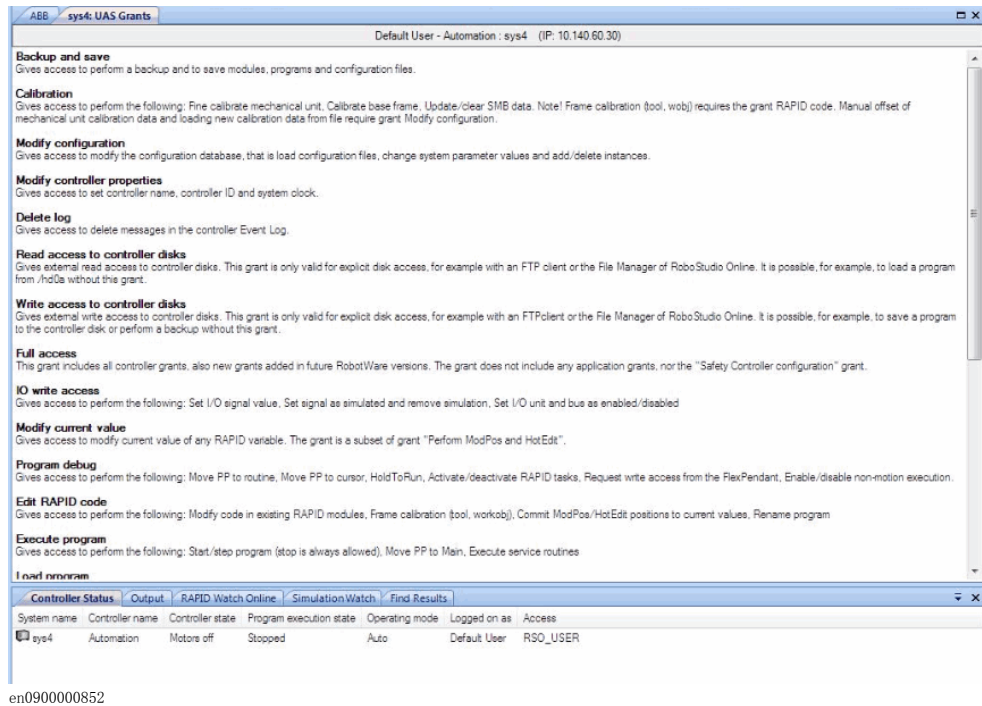 ABB sys4: UAS Grants
Default User - Automation : sys4 (IP: 10.140.60.30)
Backup and save
Gives access to perform a backup and to save modules, programs and configuration files.
Calibration
Gives access to perform the following: Fine calibrate mechanical unit, Calibrate base frame, Update/clear SMB data. Note! Frame calibration (tool, wobj) requires the grant RAPID code. Manual offset of
mechanical unit calibration data and loading new calibration data from file require grant Modify configuration.
Modify configuration
Gives access to modify the configuration database, that is load configuration files, change system parameter values and add/delete instances.
Modify controller properties
Gives access to set controller name, controller ID and system clock.
Delete log
Gives access to delete messages in the controller Event Log.
Read access to controller disks
Gives external read access to controller disks. This grant is only valid for explicit disk access, for example with an FTP client or the File Manager of RoboStudio Online. It is possible, for example, to load a program
from /hd0a without this grant.
Write access to controller disks
Gives external write access to controller disks. This grant is only valid for explicit disk access, for example with an FTPclient or the File Manager of RoboStudio Online. It is possible, for example, to save a program
to the controller disk or perform a backup without this grant.
Full access
This grant includes all controller grants, also new grants added in future RobotWare versions. The grant does not include any application grants, nor the "Safety Controller configuration" grant.
IO write access
Gives access to perform the following: Set I/O signal value, Set signal as simulated and remove simulation, Set I/O unit and bus as enabled/disabled
Modify current value
Gives access to modify current value of any RAPID variable. The grant is a subset of grant "Perform ModPos and HotEdit".
Program debug
Gives access to perform the following: Move PP to routine, Move PP to cursor, HoldToRun, Activate/deactivate RAPID tasks, Request write access from the FlexPendant, Enable/disable non-motion execution.
Edit RAPID code
Gives access to perform the following: Modify code in existing RAPID modules, Frame calibration (tool, workobj), Commit ModPos/HotEdit positions to current values, Rename program
Execute program
Gives access to perform the following: Start/step program (stop is always allowed), Move PP to Main, Execute service routines
Load program
Controller Status Output RAPID Watch Online Simulation Watch Find Results
System name Controller name Controller state Program execution state Operating mode Logged on as Access
sys4 Automation Motors off Stopped Auto Default User RSO_USER
en0900000852